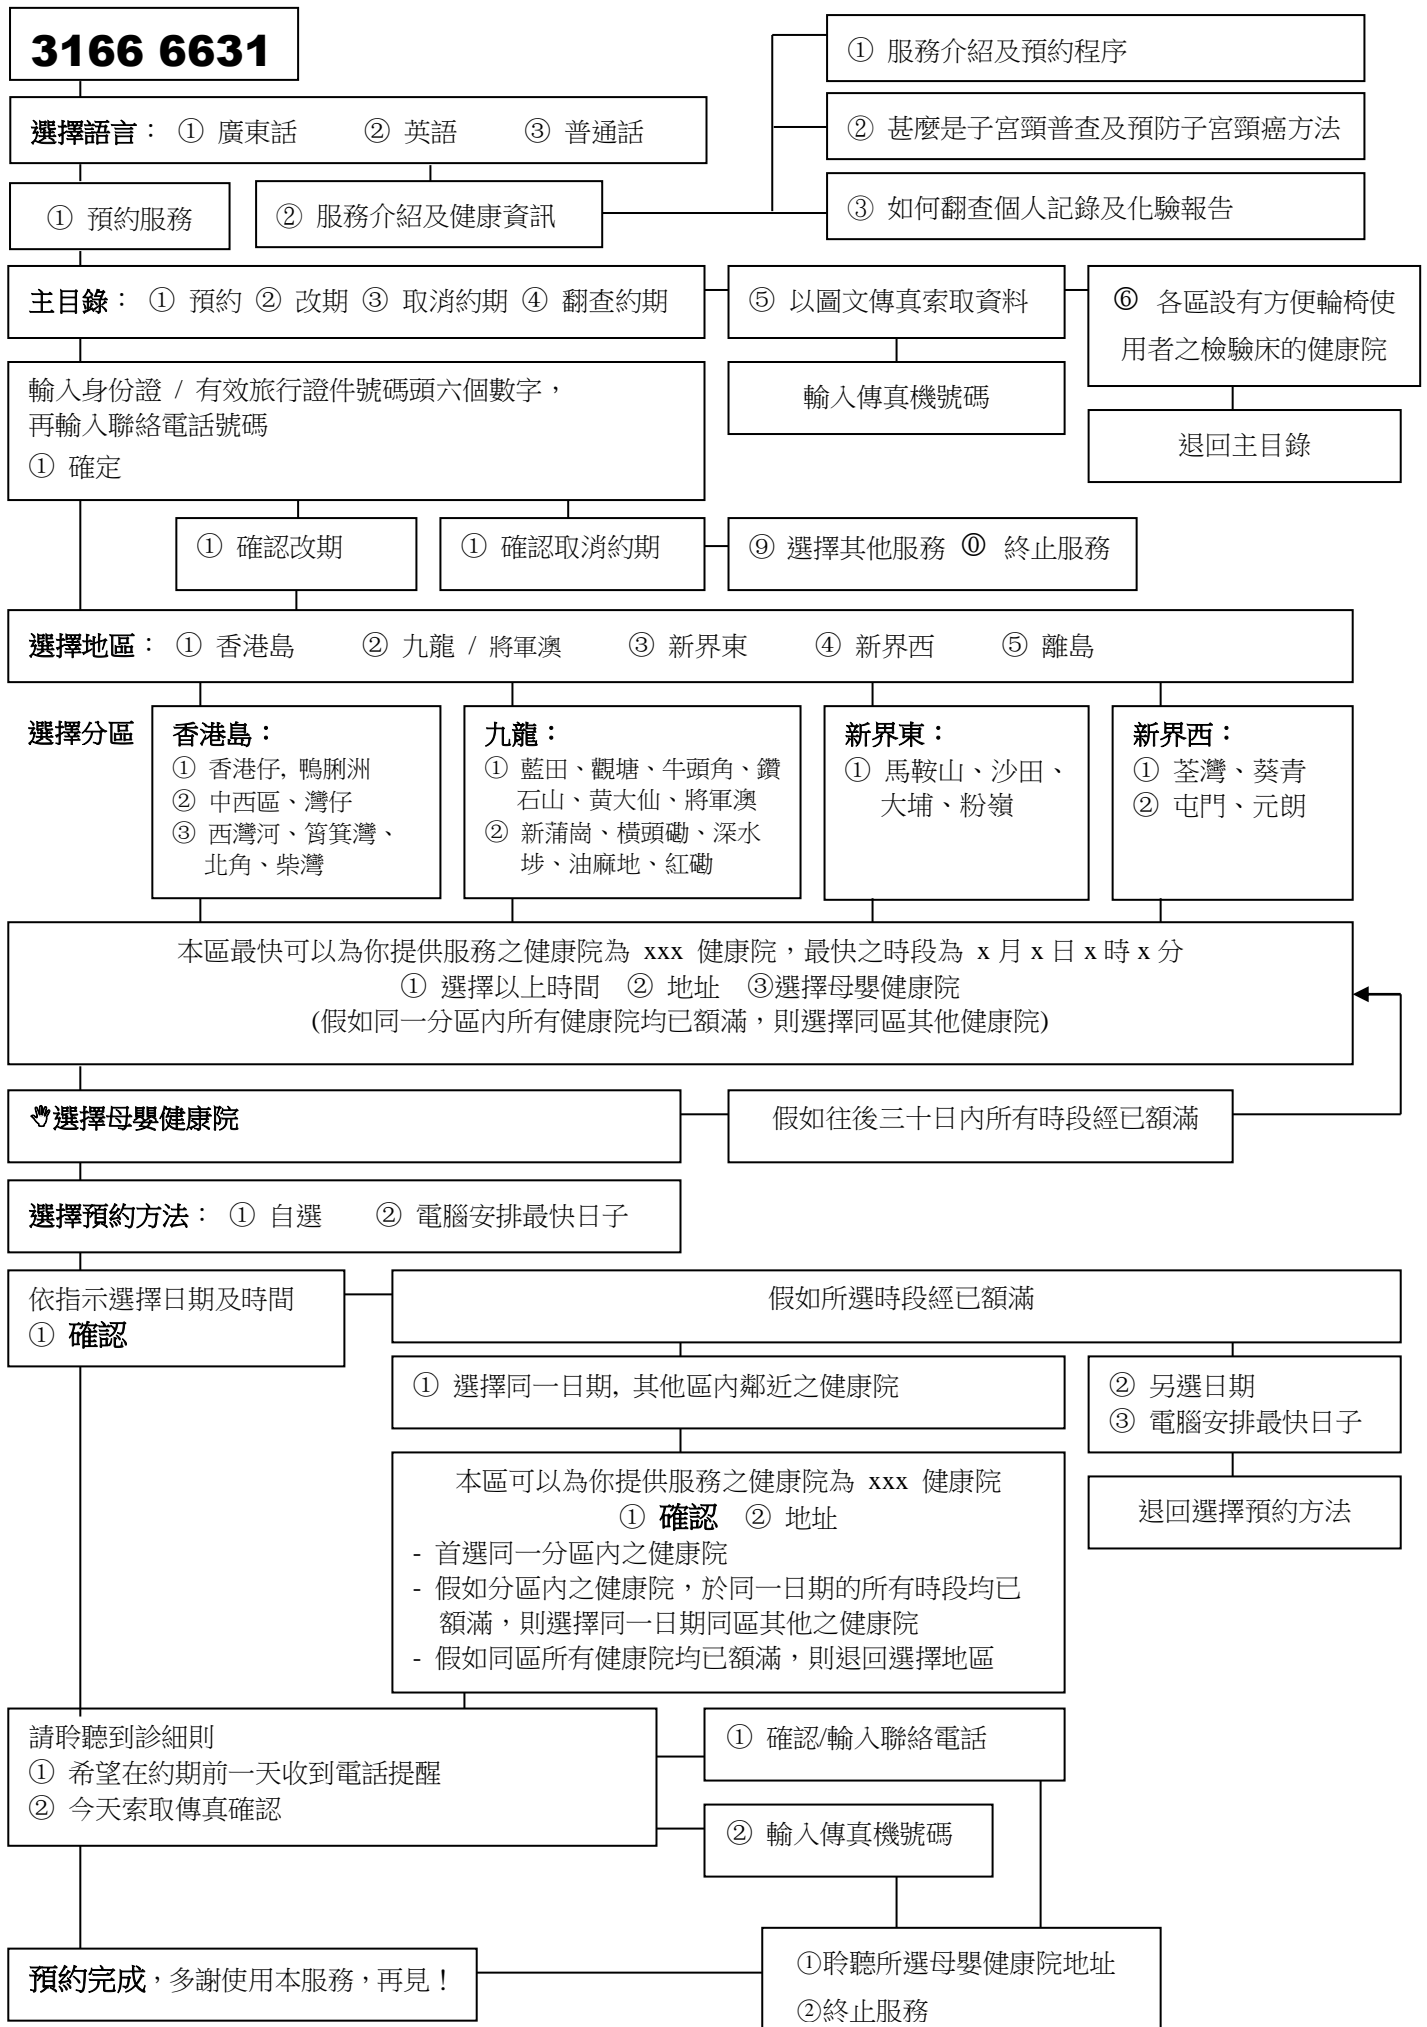 3166 6631
選擇語言： ① 廣東話 ② 英語 ③ 普通話
① 預約服務
② 服務介紹及健康資訊
① 服務介紹及預約程序
② 甚麼是子宮頸普查及預防子宮頸癌方法
③ 如何翻查個人記錄及化驗報告
主目錄： ① 預約 ② 改期 ③ 取消約期 ④ 翻查約期
⑤ 以圖文傳真索取資料
⑥ 各區設有方便輪椅使
用者之檢驗床的健康院
輸入傳真機號碼
退回主目錄
輸入身份證 / 有效旅行證件號碼頭六個數字，
再輸入聯絡電話號碼
① 確定
① 確認改期
① 確認取消約期
⑨ 選擇其他服務 ⓪ 終止服務
選擇地區： ① 香港島 ② 九龍 / 將軍澳 ③ 新界東 ④ 新界西 ⑤ 離島
選擇分區
香港島：
① 香港仔, 鴨脷洲
② 中西區、灣仔
③ 西灣河、筲箕灣、
北角、柴灣
九龍：
① 藍田、觀塘、牛頭角、鑽
石山、黃大仙、將軍澳
② 新蒲崗、橫頭磡、深水
埗、油麻地、紅磡
新界東：
① 馬鞍山、沙田、
大埔、粉嶺
新界西：
① 荃灣、葵青
② 屯門、元朗
本區最快可以為你提供服務之健康院為 xxx 健康院，最快之時段為 x 月 x 日 x 時 x 分
① 選擇以上時間 ② 地址 ③選擇母嬰健康院
(假如同一分區內所有健康院均已額滿，則選擇同區其他健康院)
選擇母嬰健康院
假如往後三十日內所有時段經已額滿
選擇預約方法： ① 自選 ② 電腦安排最快日子
依指示選擇日期及時間
① 確認
假如所選時段經已額滿
① 選擇同一日期, 其他區內鄰近之健康院
② 另選日期
③ 電腦安排最快日子
退回選擇預約方法
本區可以為你提供服務之健康院為 xxx 健康院
① 確認 ② 地址
- 首選同一分區內之健康院
- 假如分區內之健康院，於同一日期的所有時段均已
額滿，則選擇同一日期同區其他之健康院
- 假如同區所有健康院均已額滿，則退回選擇地區
請聆聽到診細則
① 希望在約期前一天收到電話提醒
② 今天索取傳真確認
① 確認/輸入聯絡電話
② 輸入傳真機號碼
預約完成，多謝使用本服務，再見！
①聆聽所選母嬰健康院地址
②終止服務